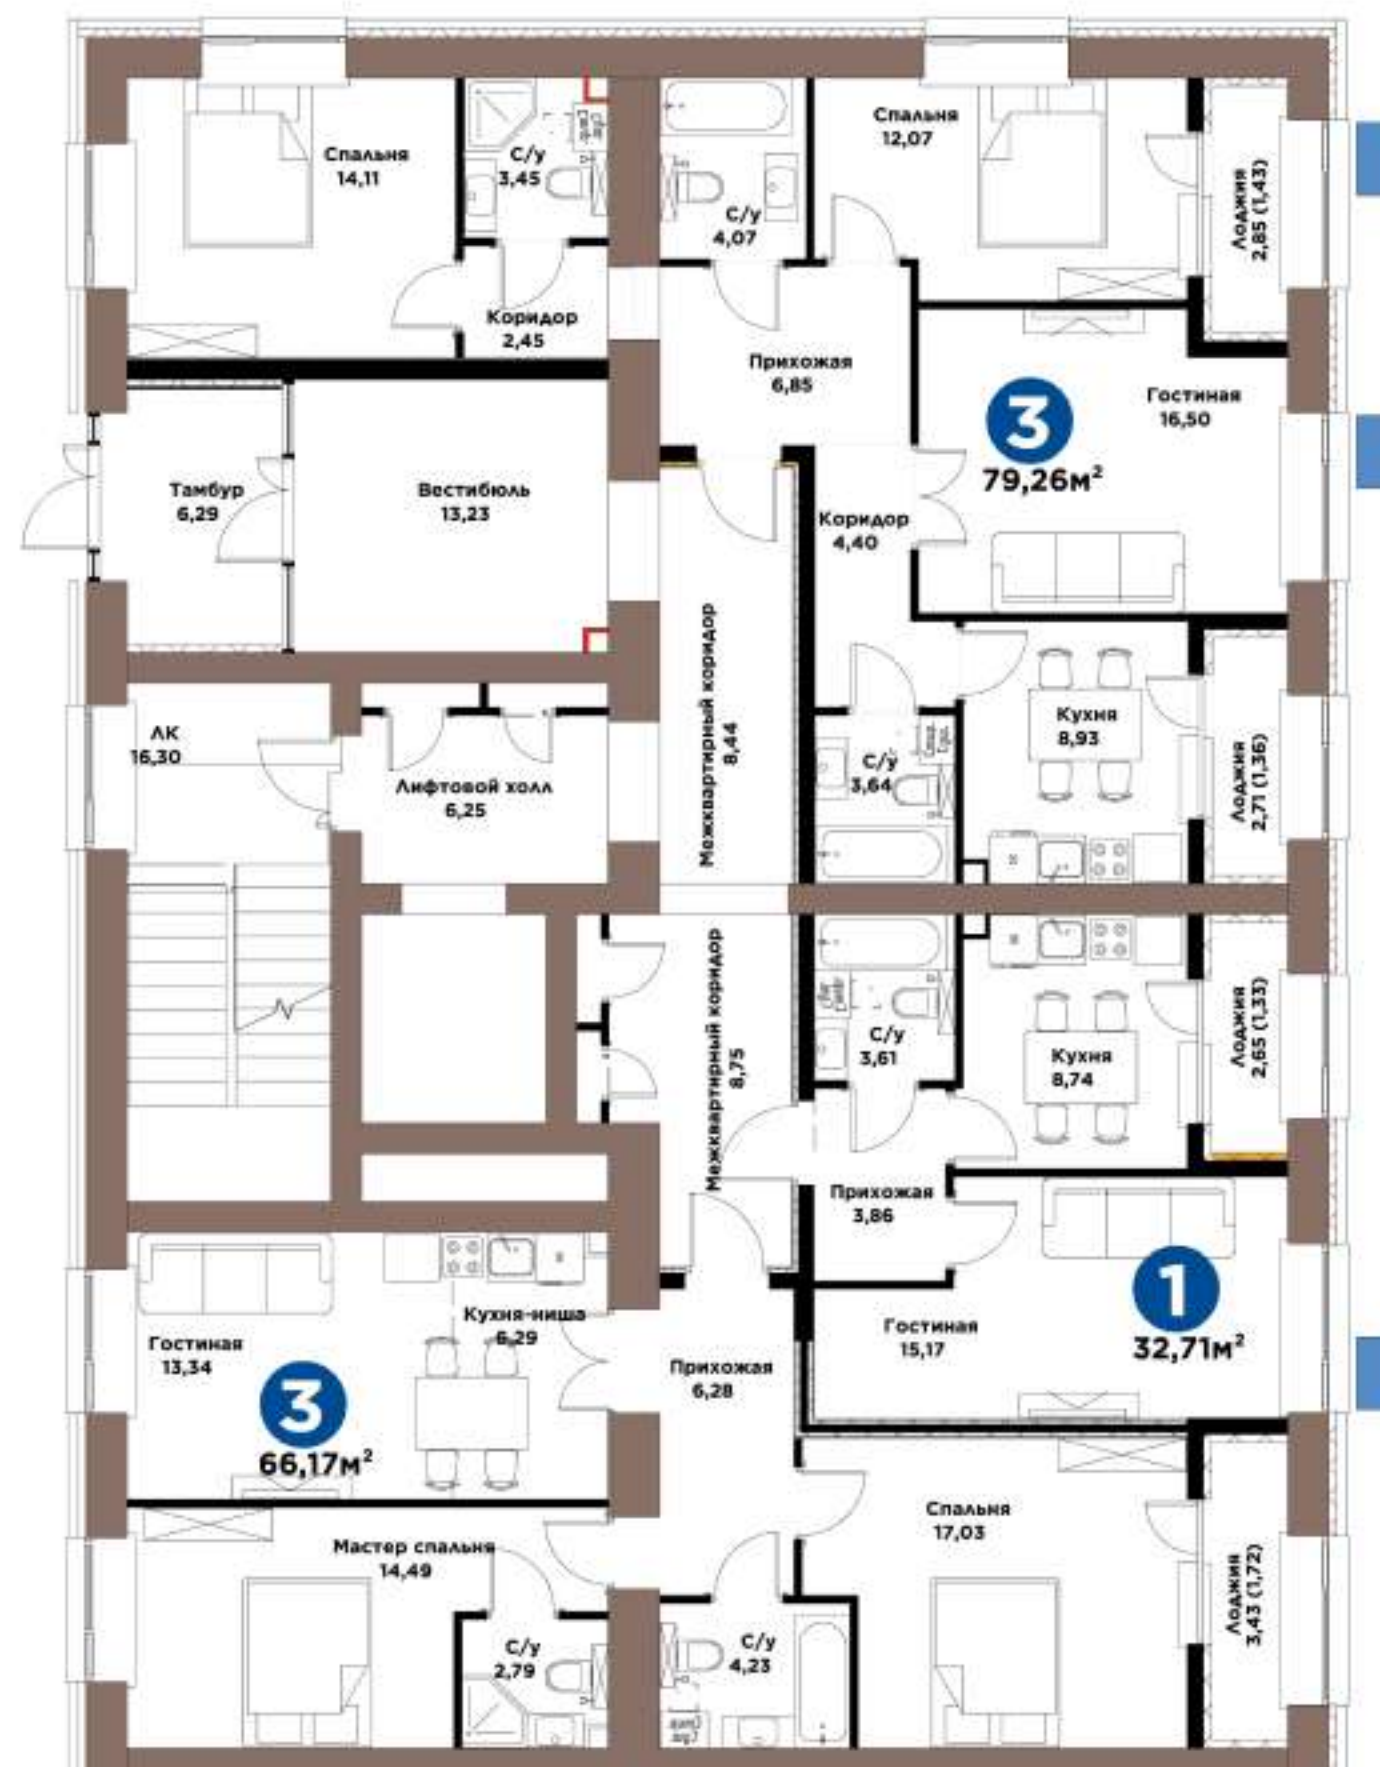 Спальня
14,11
С/у
3,45
С/у
4,07
Спальня
12,07
Лоджия
2,85 (1,43)
Коридор
2,45
Прихожая
6,85
Гостиная
16,50
3
79,26м²
Тамбур
6,29
Вестибюль
13,23
Коридор
4,40
Межквартирный коридор
8,44
ЛК
16,30
Лифтовой холл
6,25
С/у
3,64
Кухня
8,93
Лоджия
2,71 (1,36)
Межквартирный коридор
8,75
С/у
3,61
Кухня
8,74
Лоджия
2,65 (1,33)
Прихожая
3,86
Гостиная
15,17
1
32,71м²
Гостиная
13,34
Кухня-ниша
6,29
3
66,17м²
Прихожая
6,28
Мастер спальня
14,49
С/у
2,79
С/у
4,23
Спальня
17,03
Лоджия
3,43 (1,72)